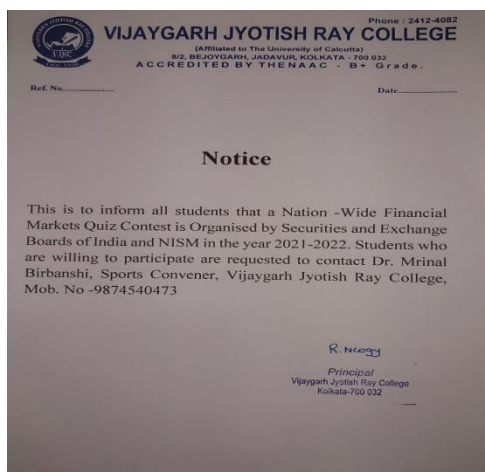 Phone : 2412-4082
VIJAYGARH JYOTISH RAY COLLEGE
(Affiliated to The University of Calcutta)
8/2, BEJOYGARH, JADAVUR, KOLKATA - 700 032
ACCREDITED BY THENAAC - B+ Grade.
Ref. No.................... Date......................
Notice
This is to inform all students that a Nation -Wide Financial
Markets Quiz Contest is Organised by Securities and Exchange
Boards of India and NISM in the year 2021-2022. Students who
are willing to participate are requested to contact Dr. Mrinal
Birbanshi, Sports Convener, Vijaygarh Jyotish Ray College,
Mob. No -9874540473
R. Neogy
Principal
Vijaygarh Jyotish Ray College
Kolkata-700 032